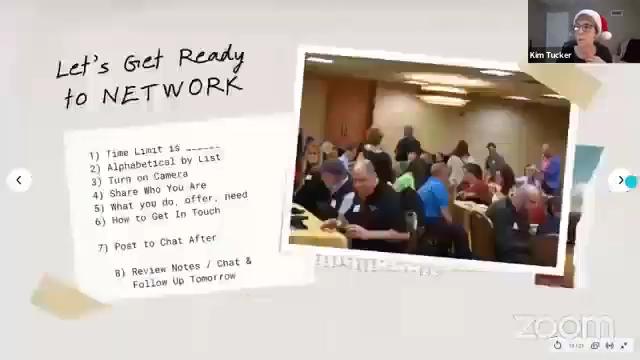 Let's Get Ready
to NETWORK
1) Time Limit is ______
2) Alphabetical by List
3) Turn on Camera
4) Share Who You Are
5) What you do, offer, need
6) How to Get In Touch
7) Post to Chat After
8) Review Notes / Chat &
Follow Up Tomorrow
Kim Tucker
zoom